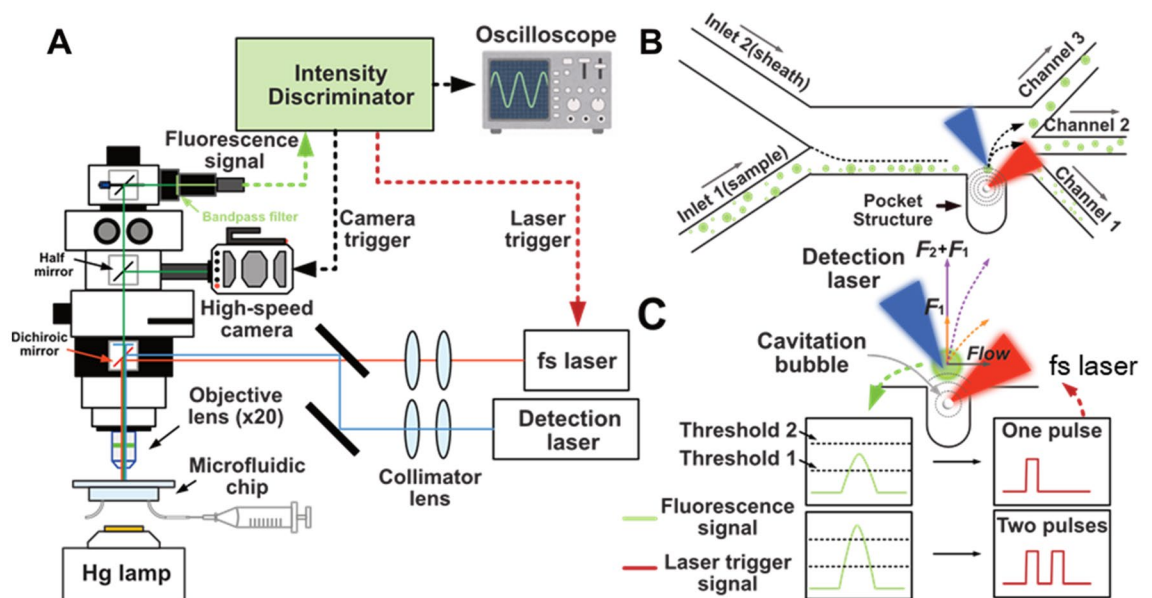 A
Oscilloscope
Intensity
Discriminator
Fluorescence
signal
Bandpass filter
Camera
trigger
Laser
trigger
Half
mirror
High-speed
camera
Dichiroic
mirror
fs laser
Detection
laser
Objective
lens (x20)
Collimator
lens
Microfluidic
chip
Hg lamp
B
Inlet 2(sheath)
Inlet 1(sample)
Channel 3
Channel 2
Channel 1
Pocket
Structure
C
Detection
laser
F2+F1
F1
Flow
Cavitation
bubble
fs laser
Threshold 2
Threshold 1
One pulse
Fluorescence
signal
Two pulses
Laser trigger
signal